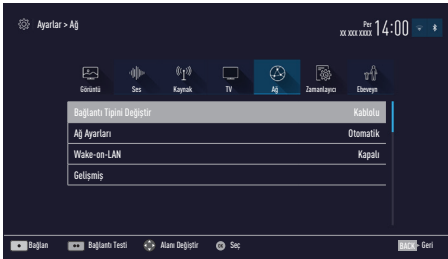 Ayarlar > Ağ
Per
xx xxx xxxx 14:00
Görüntü Ses Kaynak TV Ağ Zamanlayıcı Ebeveyn
Bağlantı Tipini Değiştir Kablolu
Ağ Ayarları Otomatik
Wake-on-LAN Kapalı
Gelişmiş
Bağlan Bağlantı Testi Alanı Değiştir OK Seç BACK Geri